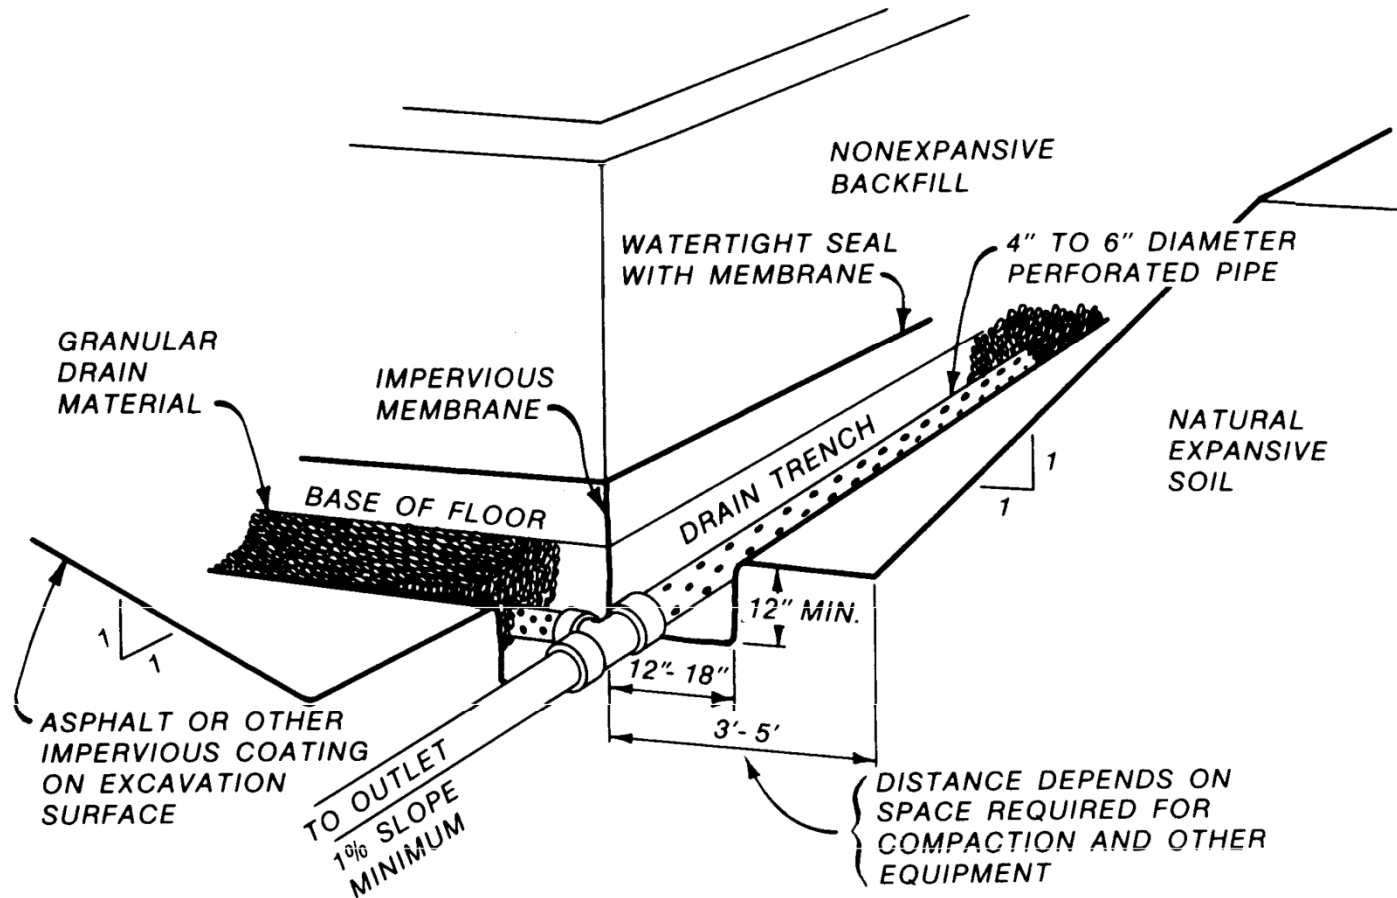 NONEXPANSIVE
BACKFILL
WATERTIGHT SEAL
WITH MEMBRANE
4" TO 6" DIAMETER
PERFORATED PIPE
GRANULAR
DRAIN
MATERIAL
IMPERVIOUS
MEMBRANE
NATURAL
EXPANSIVE
SOIL
BASE OF FLOOR
DRAIN TRENCH
1
1
12" MIN.
1
1
12"- 18"
3'- 5'
ASPHALT OR OTHER
IMPERVIOUS COATING
ON EXCAVATION
SURFACE
TO OUTLET
1% SLOPE
MINIMUM
DISTANCE DEPENDS ON
SPACE REQUIRED FOR
COMPACTION AND OTHER
EQUIPMENT